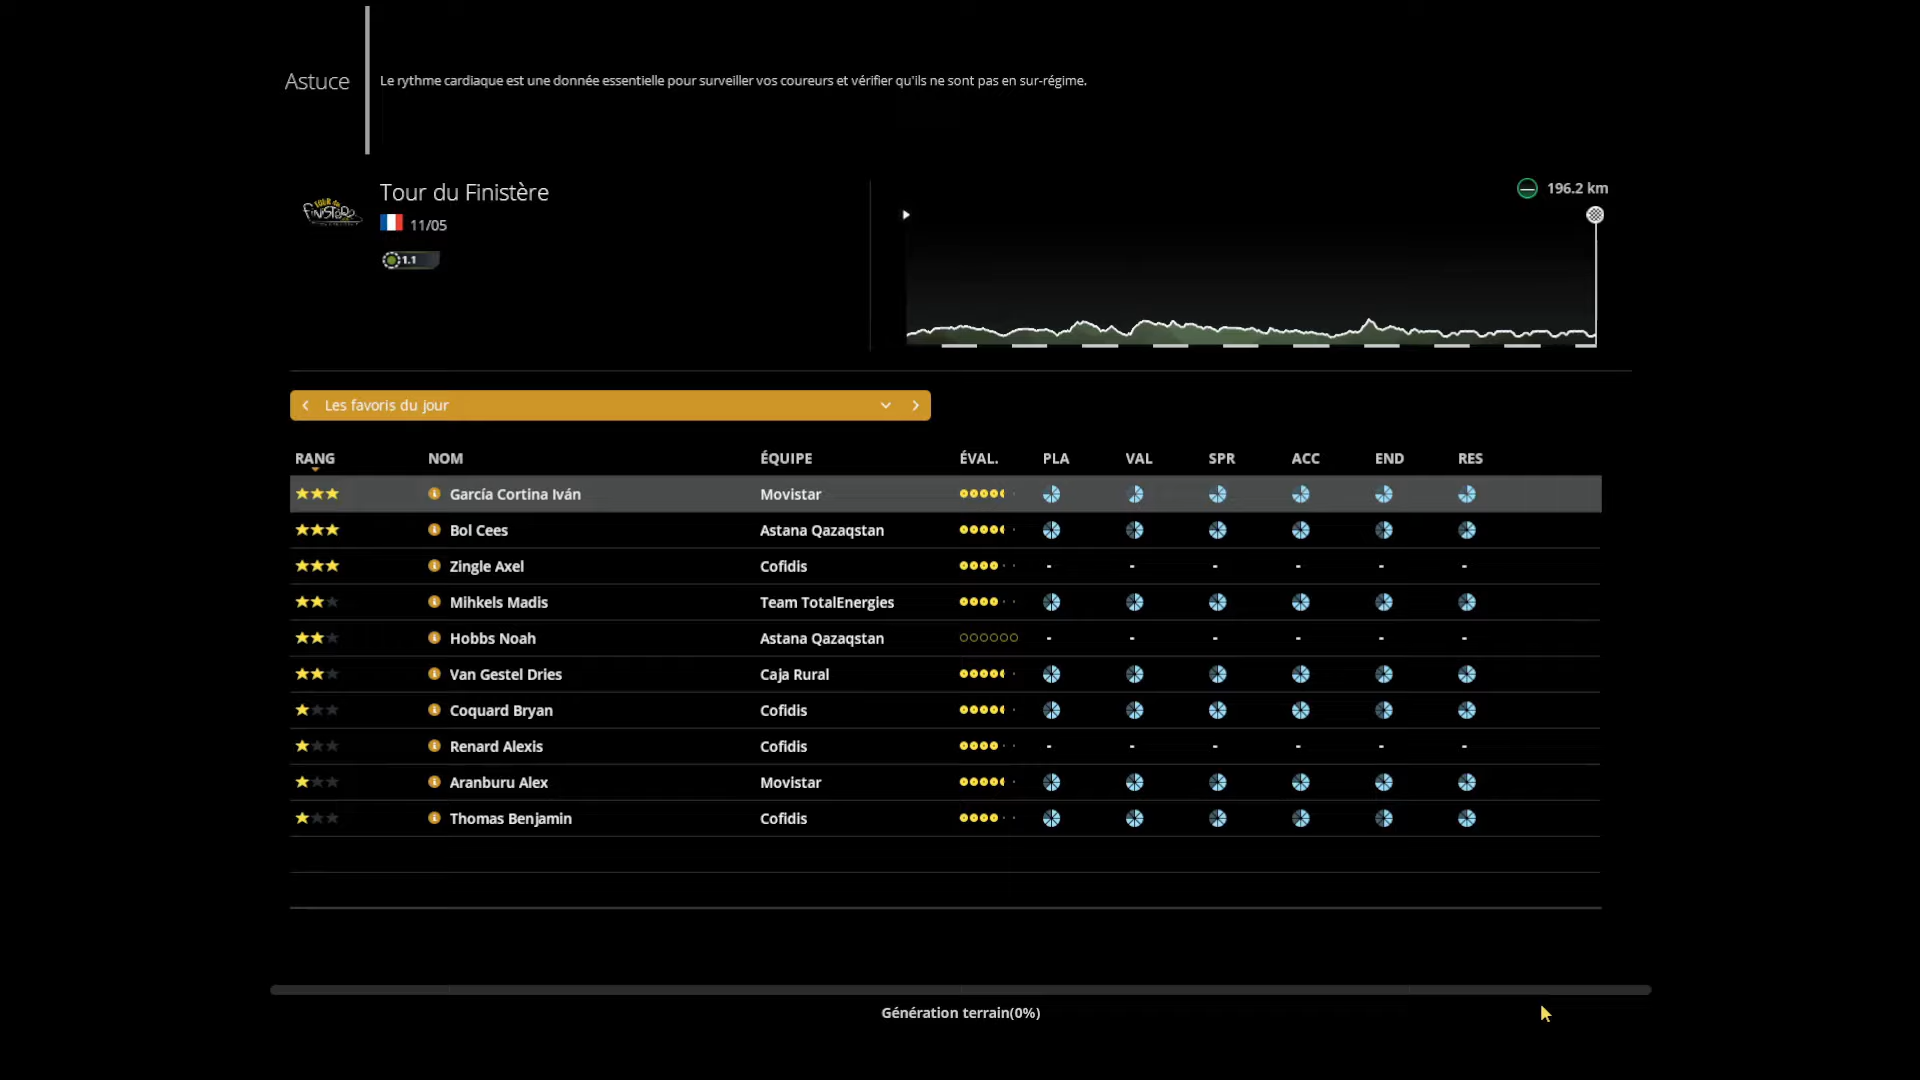 Astuce
Le rythme cardiaque est une donnée essentielle pour surveiller vos coureurs et vérifier qu'ils ne sont pas en sur-régime.
TOUR du FINISTÈRE
Tour du Finistère
11/05
1.1
196.2 km
Les favoris du jour
RANG NOM ÉQUIPE ÉVAL. PLA VAL SPR ACC END RES
García Cortina Iván Movistar
Bol Cees Astana Qazaqstan
Zingle Axel Cofidis - - - - - -
Mihkels Madis Team TotalEnergies
Hobbs Noah Astana Qazaqstan - - - - - -
Van Gestel Dries Caja Rural
Coquard Bryan Cofidis
Renard Alexis Cofidis - - - - - -
Aranburu Alex Movistar
Thomas Benjamin Cofidis
Génération terrain(0%)